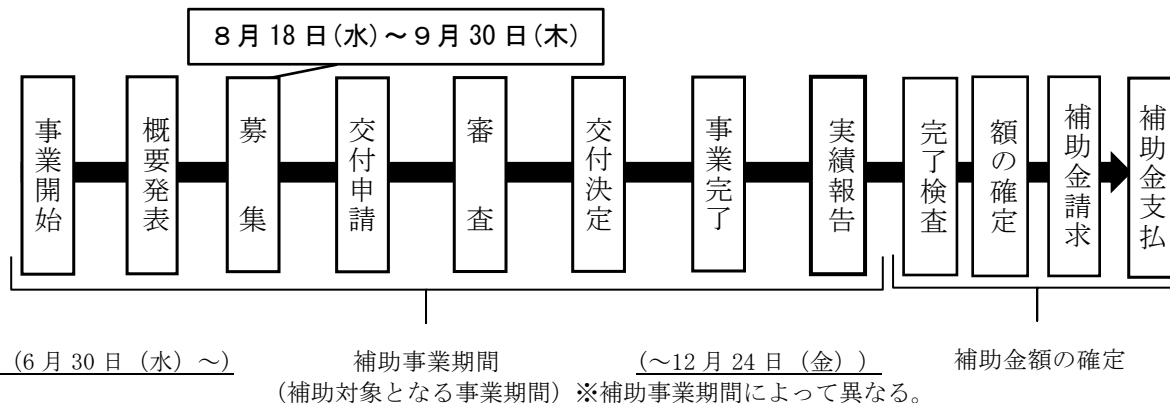 ８月18日(水)～９月30日(木)
事業開始
概要発表
募集
交付申請
審査
交付決定
事業完了
実績報告
完了検査
額の確定
補助金請求
補助金支払
(6月30日（水）～)
補助事業期間
(～12月24日（金）)
補助金額の確定
（補助対象となる事業期間）※補助事業期間によって異なる。